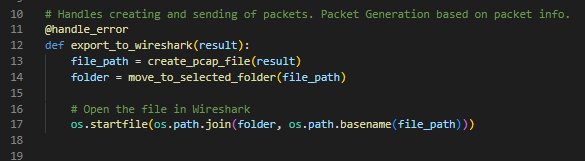 10 # Handles creating and sending of packets. Packet Generation based on packet info.
11 @handle_error
12 def export_to_wireshark(result):
13     file_path = create_pcap_file(result)
14     folder = move_to_selected_folder(file_path)
15
16     # Open the file in Wireshark
17     os.startfile(os.path.join(folder, os.path.basename(file_path)))
18
19